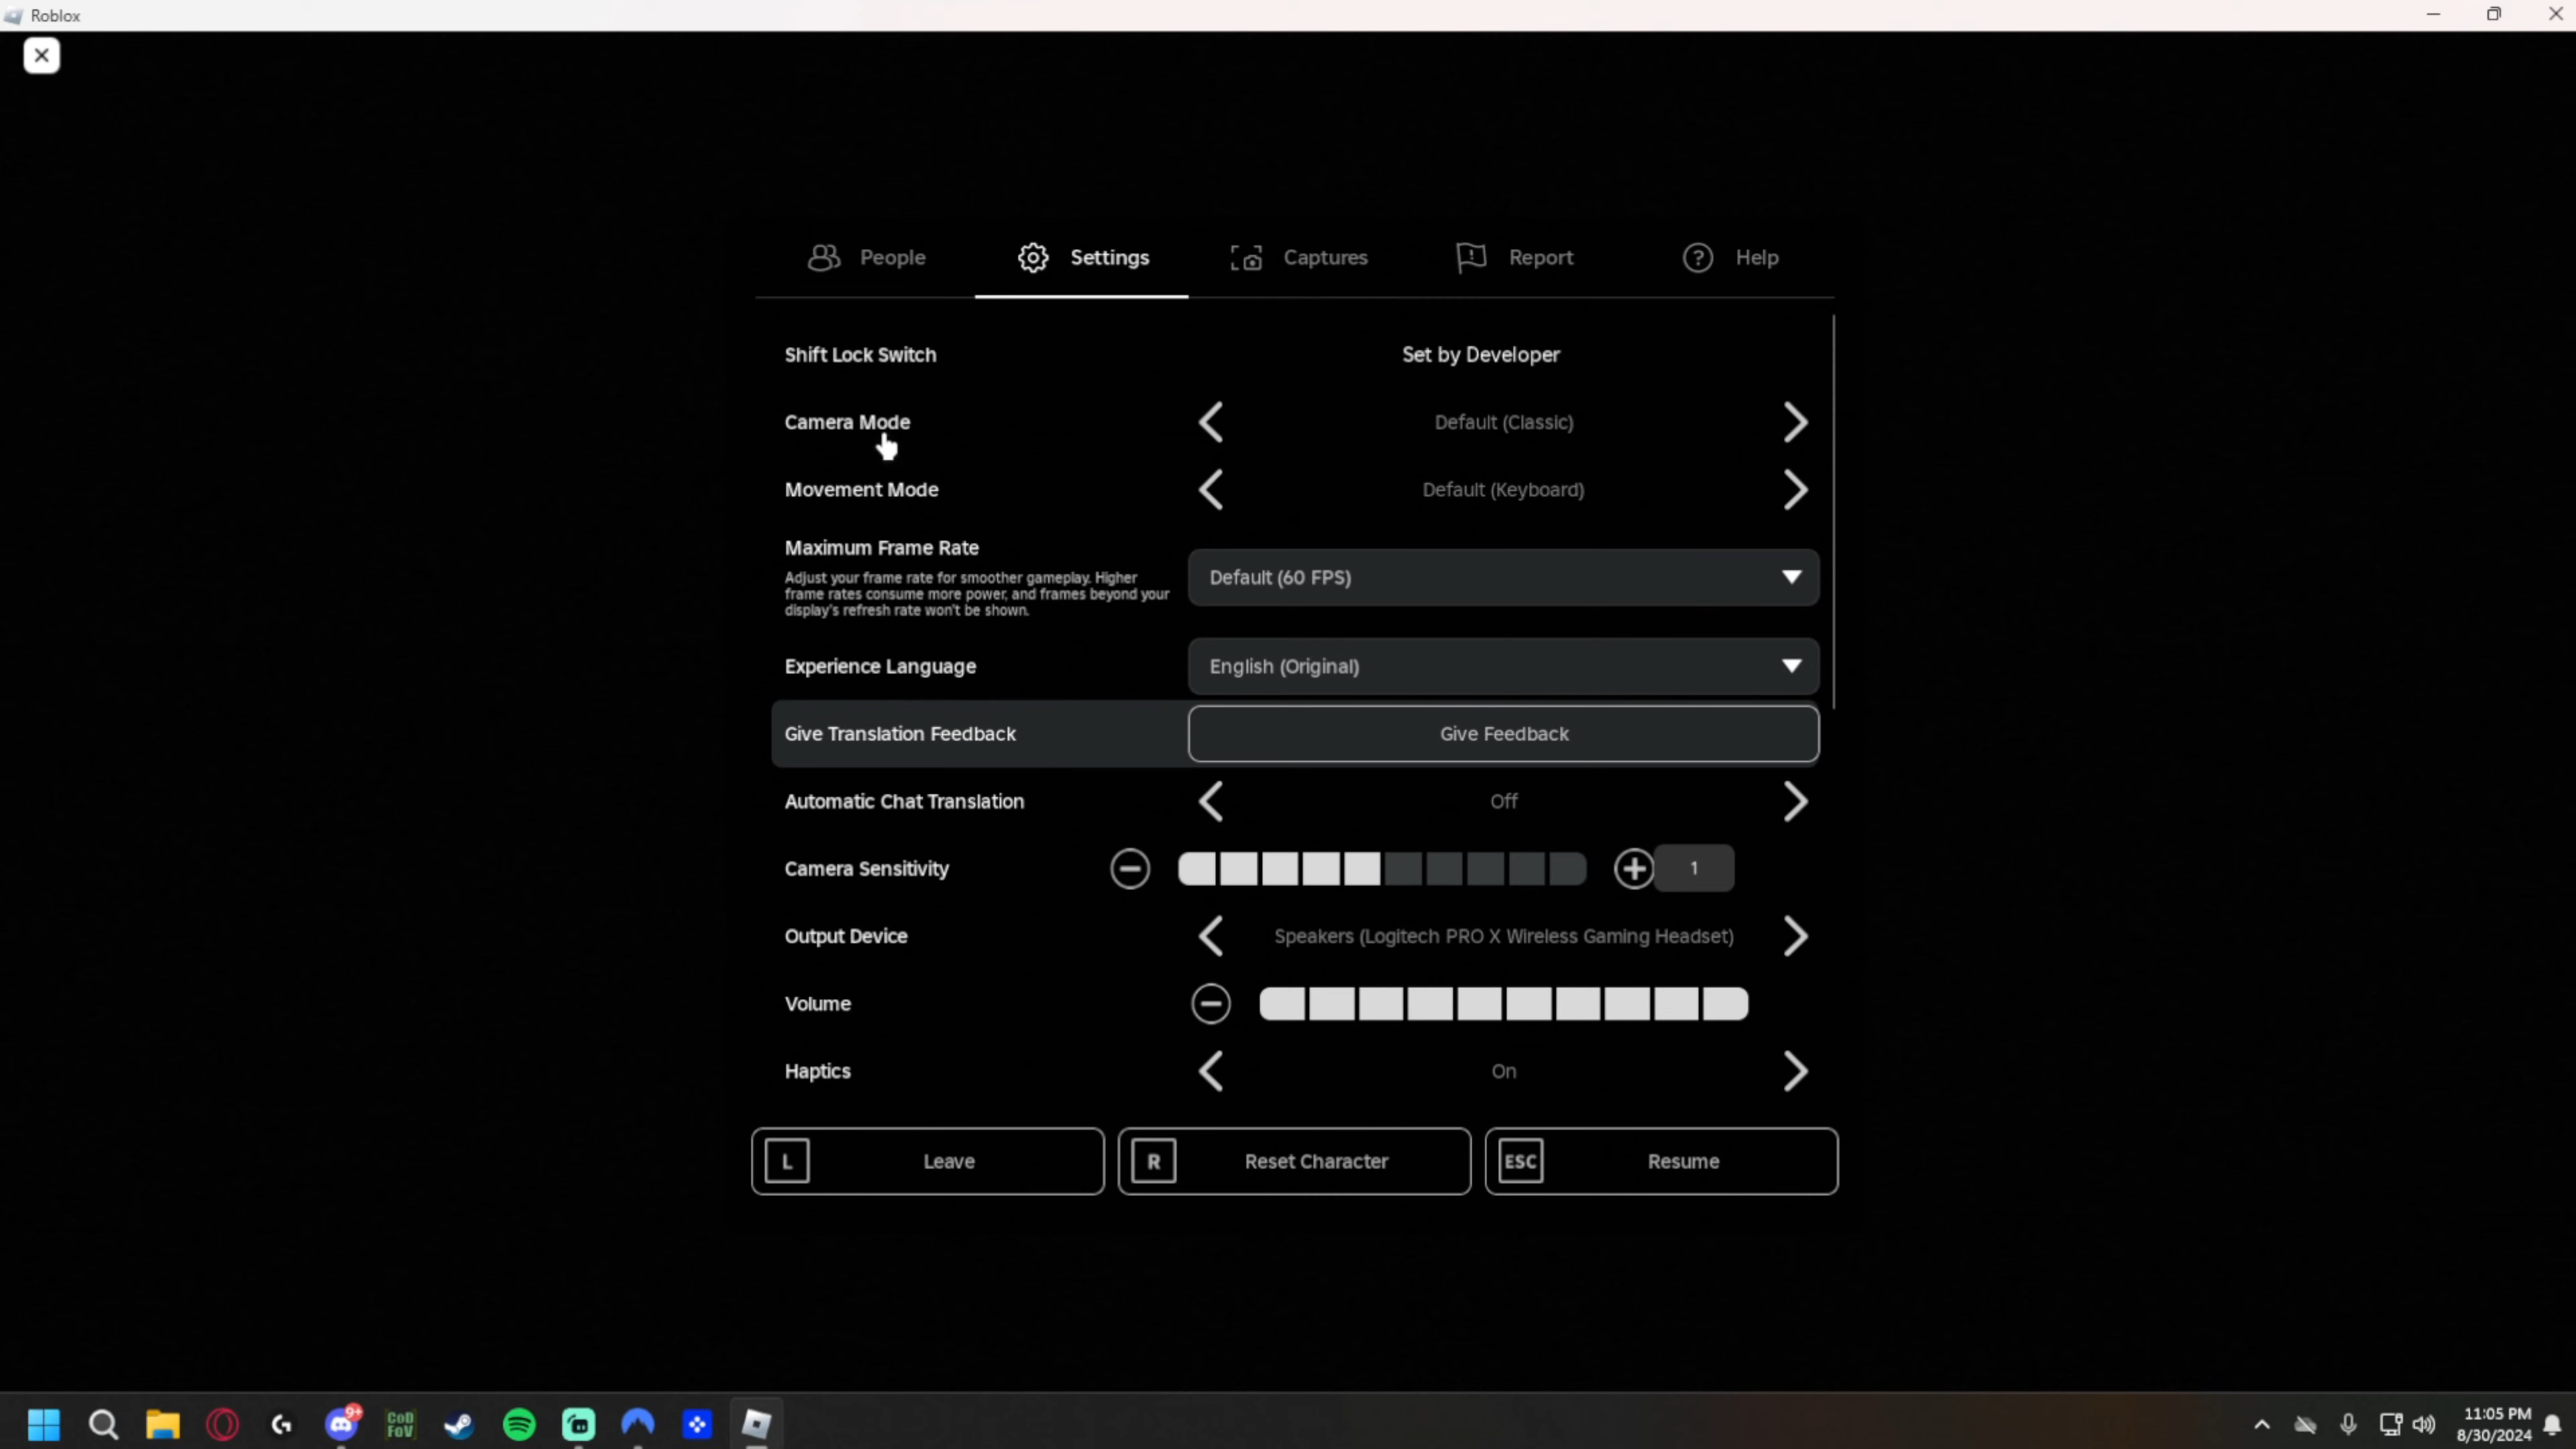 Roblox
People
Settings
Captures
Report
Help
Shift Lock Switch
Set by Developer
Camera Mode
Default (Classic)
Movement Mode
Default (Keyboard)
Maximum Frame Rate
Adjust your frame rate for smoother gameplay. Higher
frame rates consume more power, and frames beyond your
display's refresh rate won't be shown.
Default (60 FPS)
Experience Language
English (Original)
Give Translation Feedback
Give Feedback
Automatic Chat Translation
Off
Camera Sensitivity
1
Output Device
Speakers (Logitech PRO X Wireless Gaming Headset)
Volume
Haptics
On
L
Leave
R
Reset Character
ESC
Resume
9+
CoD
FoV
11:05 PM
8/30/2024